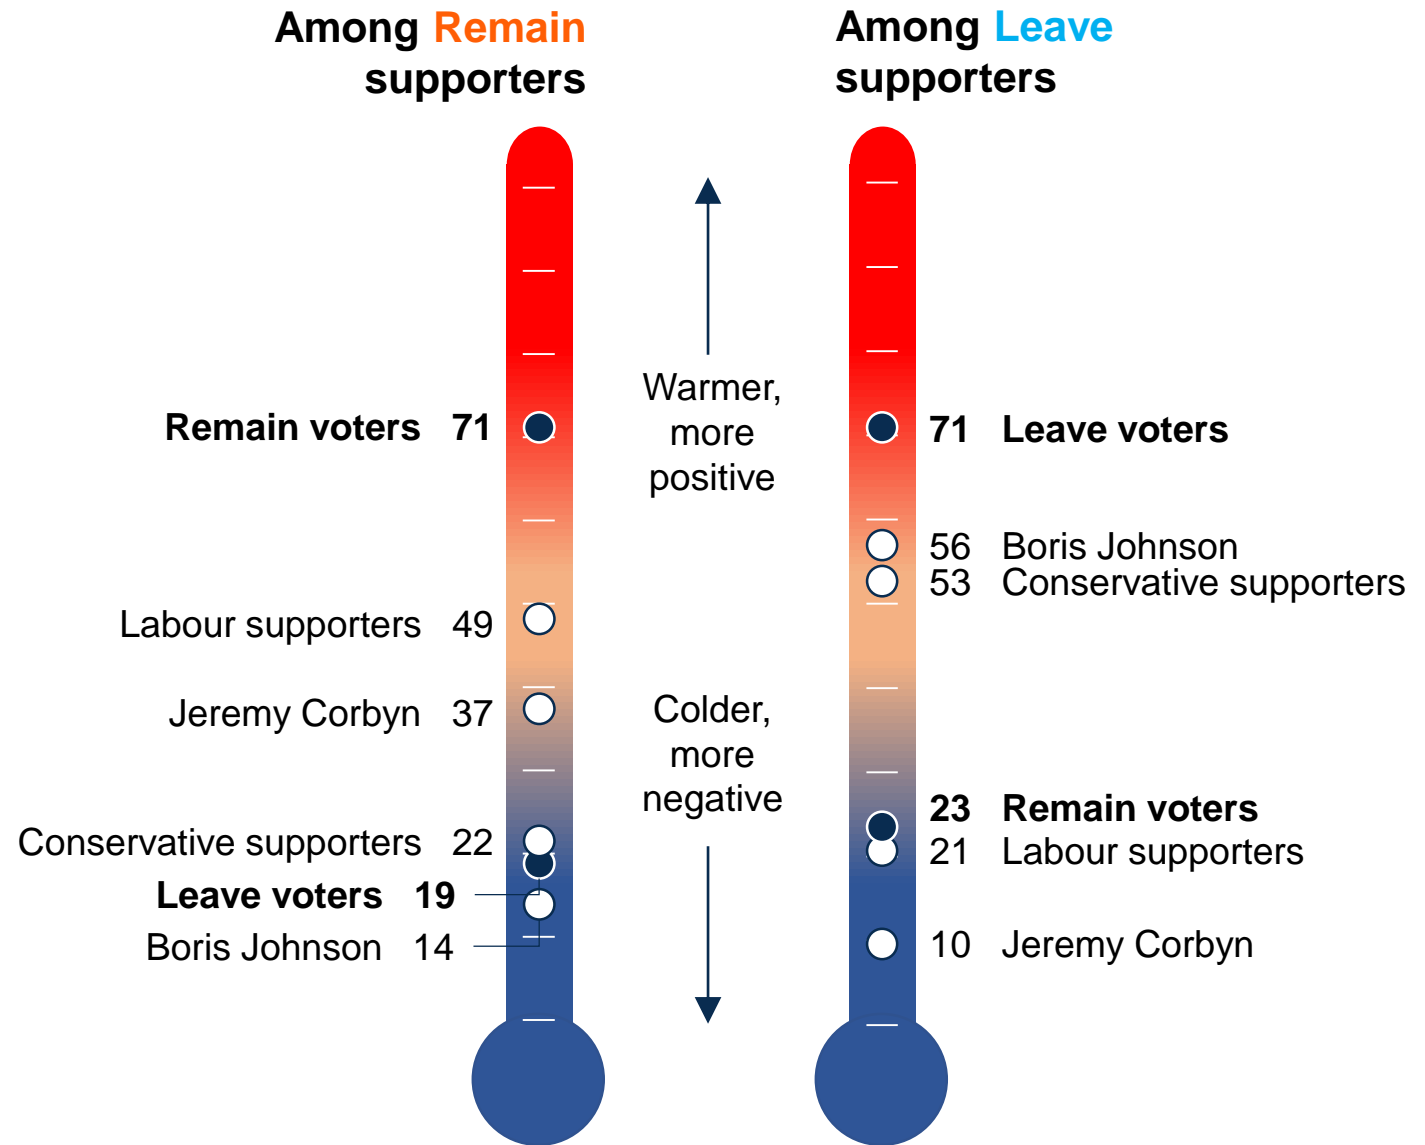 Among Remain
supporters
Among Leave
supporters
Warmer,
more
positive
Colder,
more
negative
Remain voters 71
Labour supporters 49
Jeremy Corbyn 37
Conservative supporters 22
Leave voters 19
Boris Johnson 14
71 Leave voters
56 Boris Johnson
53 Conservative supporters
23 Remain voters
21 Labour supporters
10 Jeremy Corbyn